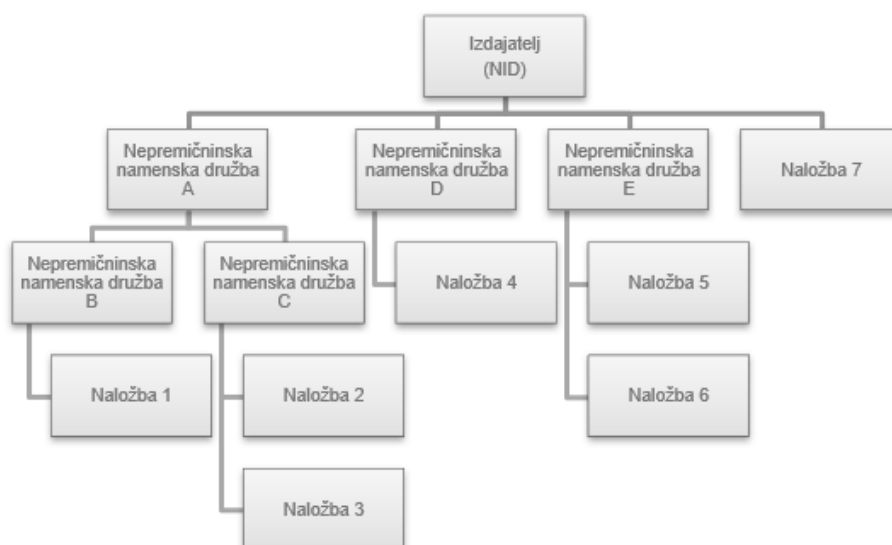 Izdajatelj
(NID)
Nepremičninska
namenska družba
A
Nepremičninska
namenska družba
D
Nepremičninska
namenska družba
E
Naložba 7
Nepremičninska
namenska družba
B
Nepremičninska
namenska družba
C
Naložba 4
Naložba 5
Naložba 1
Naložba 2
Naložba 6
Naložba 3